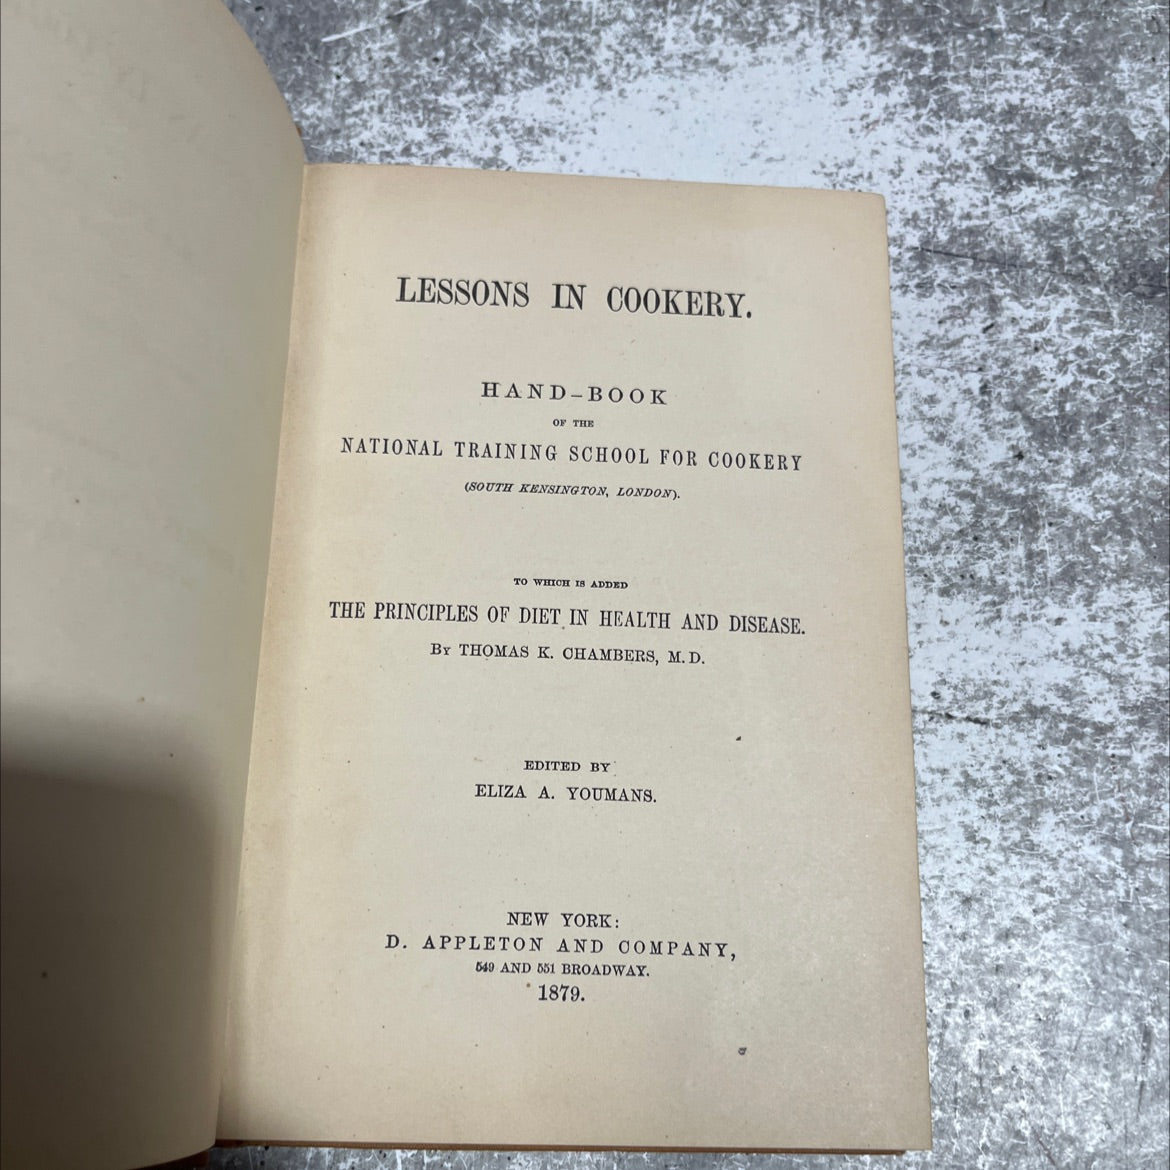 LESSONS IN COOKERY.
HAND-BOOK
OF THE
NATIONAL TRAINING SCHOOL FOR COOKERY
(SOUTH KENSINGTON, LONDON).
TO WHICH IS ADDED
THE PRINCIPLES OF DIET IN HEALTH AND DISEASE.
By THOMAS K. CHAMBERS, M.D.
EDITED BY
ELIZA A. YOUMANS.
NEW YORK:
D. APPLETON AND COMPANY,
549 AND 551 BROADWAY.
1879.